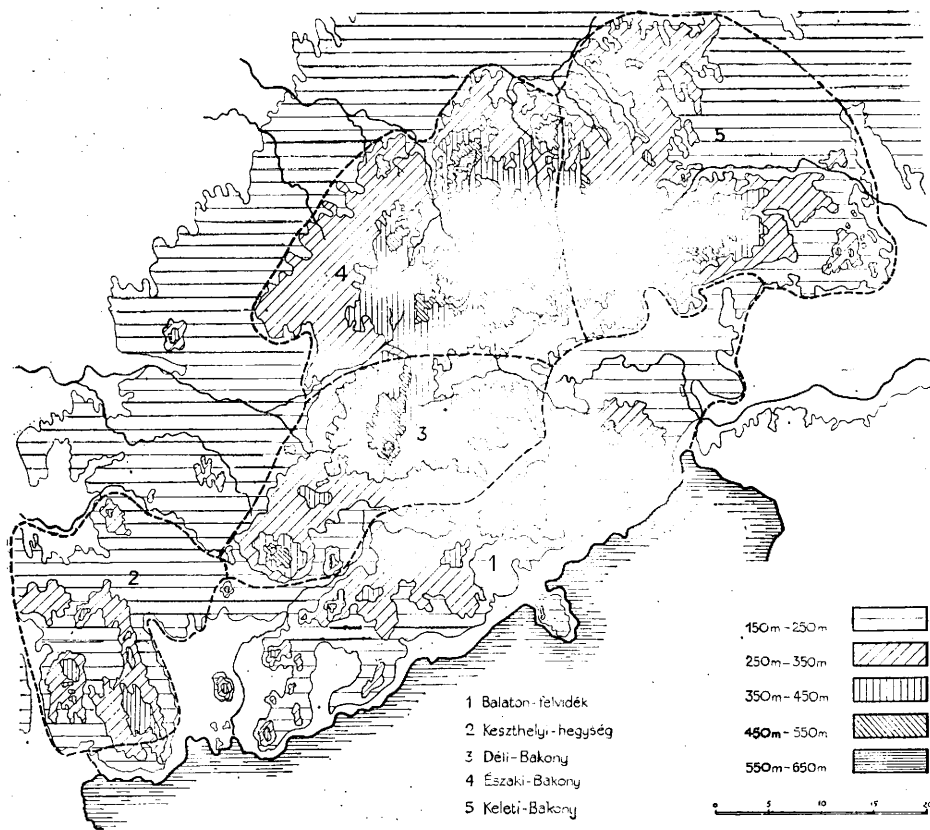 5
4
3
2
1
1 Balaton-felvidék
2 Keszthelyi-hegység
3 Déli-Bakony
4 Északi-Bakony
5 Keleti-Bakony
150m-250m
250m-350m
350m-450m
450m-550m
550m-650m
0 5 10 15 20